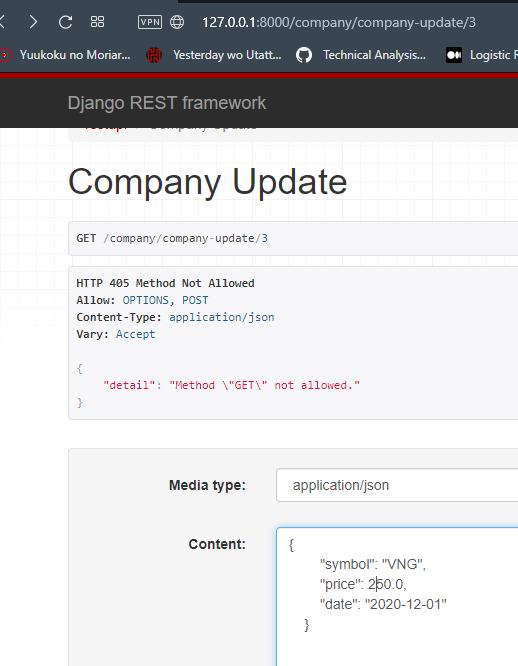 VPN 127.0.0.1:8000/company/company-update/3
Yuukoku no Moriar... Yesterday wo Utatt... Technical Analysis... Logistic R
Django REST framework
Company Update
GET /company/company-update/3
HTTP 405 Method Not Allowed
Allow: OPTIONS, POST
Content-Type: application/json
Vary: Accept
{
"detail": "Method \"GET\" not allowed."
}
Media type: application/json
Content: {
"symbol": "VNG",
"price": 250.0,
"date": "2020-12-01"
}